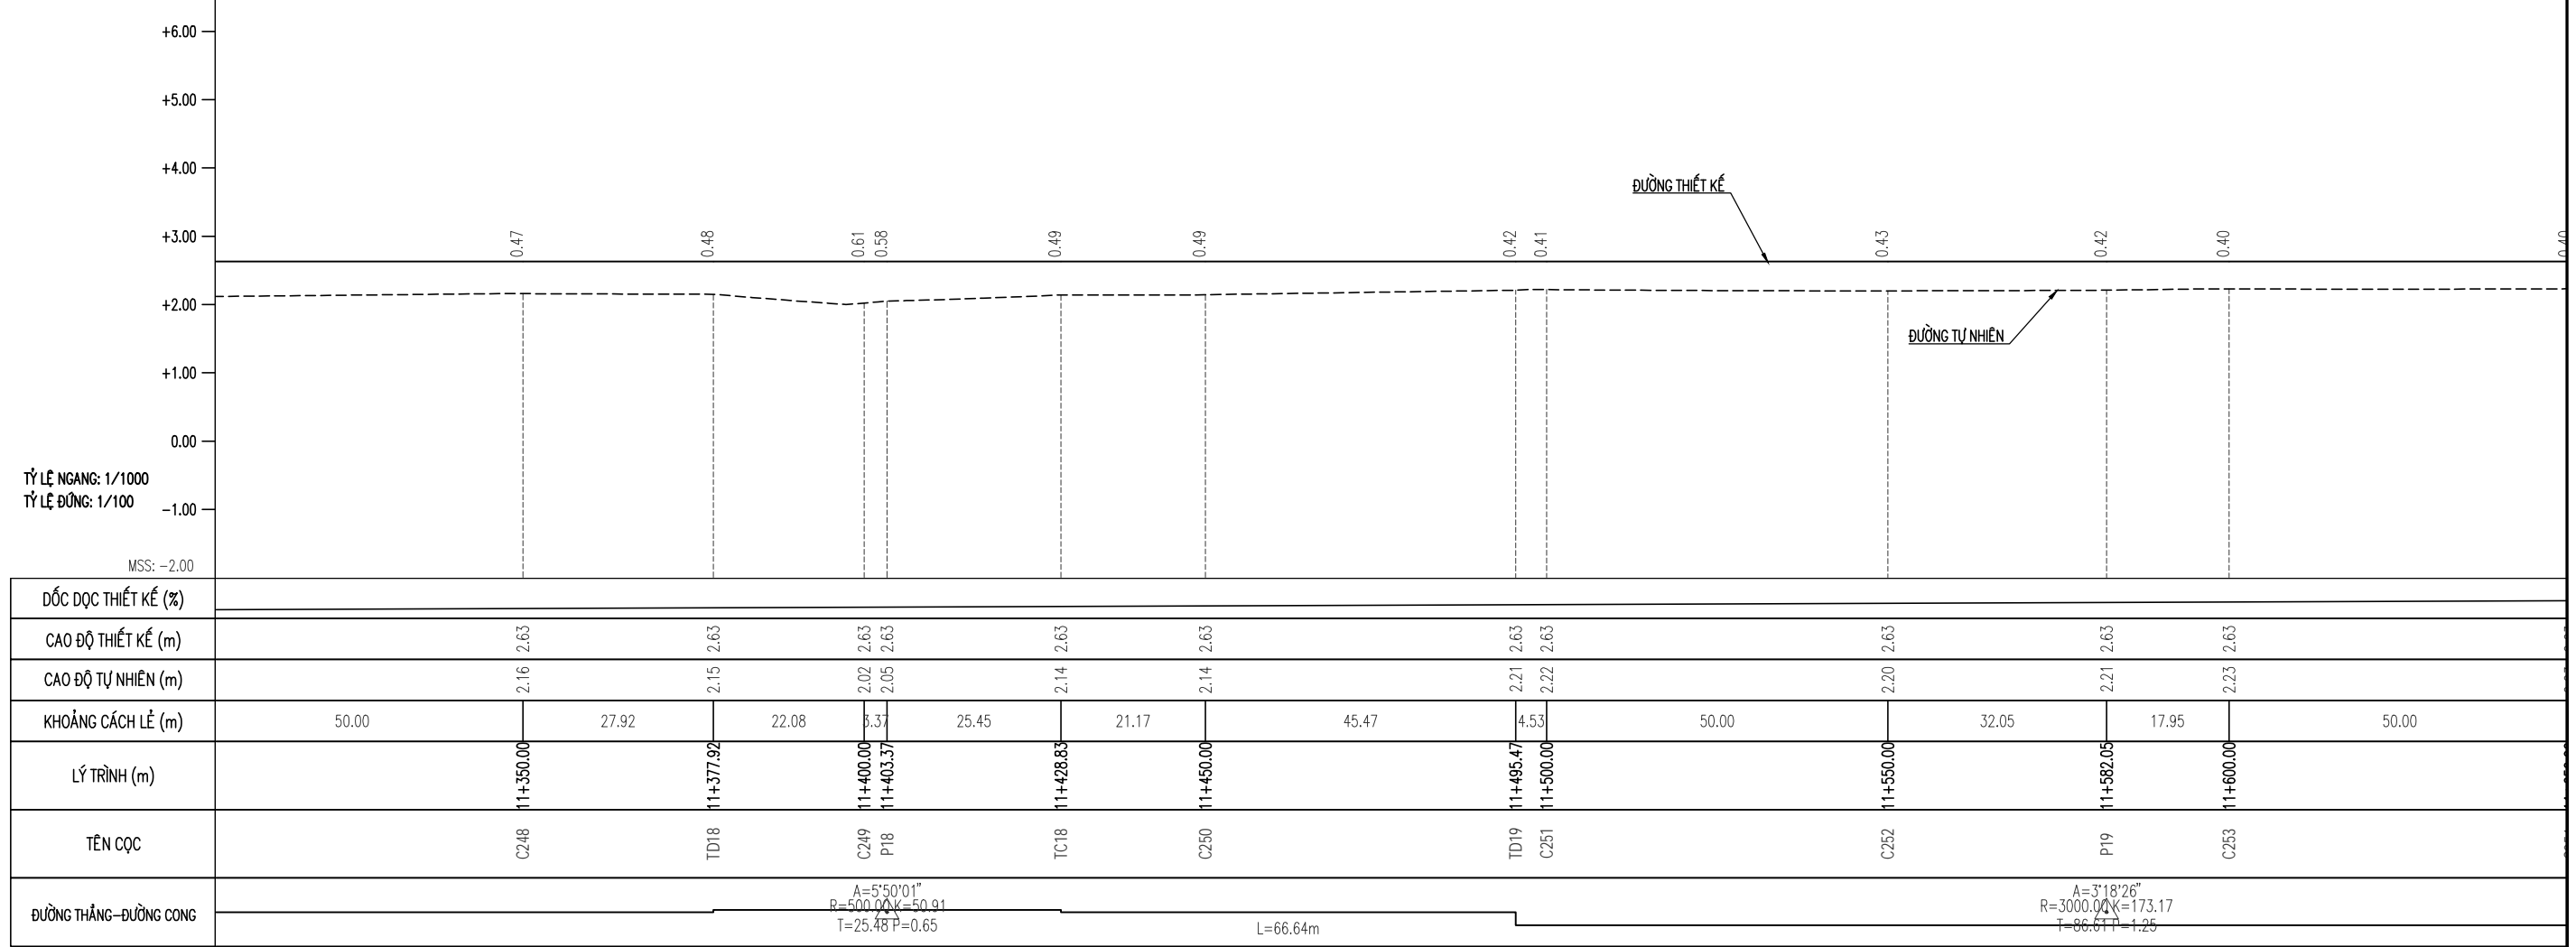 +6.00
+5.00
+4.00
ĐƯỜNG THIẾT KẾ
+3.00
0.47 0.48 0.61 0.58 0.49 0.49 0.42 0.41 0.43 0.42 0.40 0.40
+2.00
ĐƯỜNG TỰ NHIÊN
+1.00
0.00
TỶ LỆ NGANG: 1/1000
TỶ LỆ ĐỨNG: 1/100
-1.00
MSS: -2.00
DỐC DỌC THIẾT KẾ (%)
CAO ĐỘ THIẾT KẾ (m) 2.63 2.63 2.63 2.63 2.63 2.63 2.63 2.63 2.63 2.63 2.63
CAO ĐỘ TỰ NHIÊN (m) 2.16 2.15 2.02 2.05 2.14 2.14 2.21 2.22 2.20 2.21 2.23
KHOẢNG CÁCH LẺ (m) 50.00 27.92 22.08 3.37 25.45 21.17 45.47 4.53 50.00 32.05 17.95 50.00
LÝ TRÌNH (m) 11+350.00 11+377.92 11+400.00 11+403.37 11+428.83 11+450.00 11+495.47 11+500.00 11+550.00 11+582.05 11+600.00
TÊN CỌC C248 TD18 C249 P18 TC18 C250 TD19 C251 C252 P19 C253
ĐƯỜNG THẲNG-ĐƯỜNG CONG
A=5°50'01"
R=500.00 K=50.91
T=25.48 P=0.65
L=66.64m
A=3°18'26"
R=3000.00 K=173.17
T=86.61 P=1.25